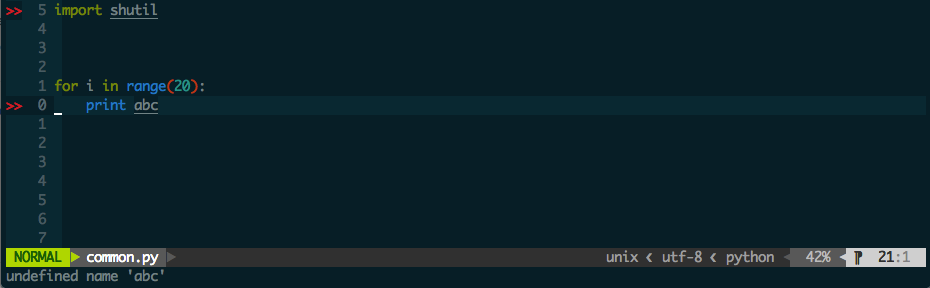 >> 5 import shutil
4
3
2
1 for i in range(20):
>> 0 print abc
1
2
3
4
5
6
7
NORMAL common.py unix utf-8 python 42% 21:1
undefined name 'abc'